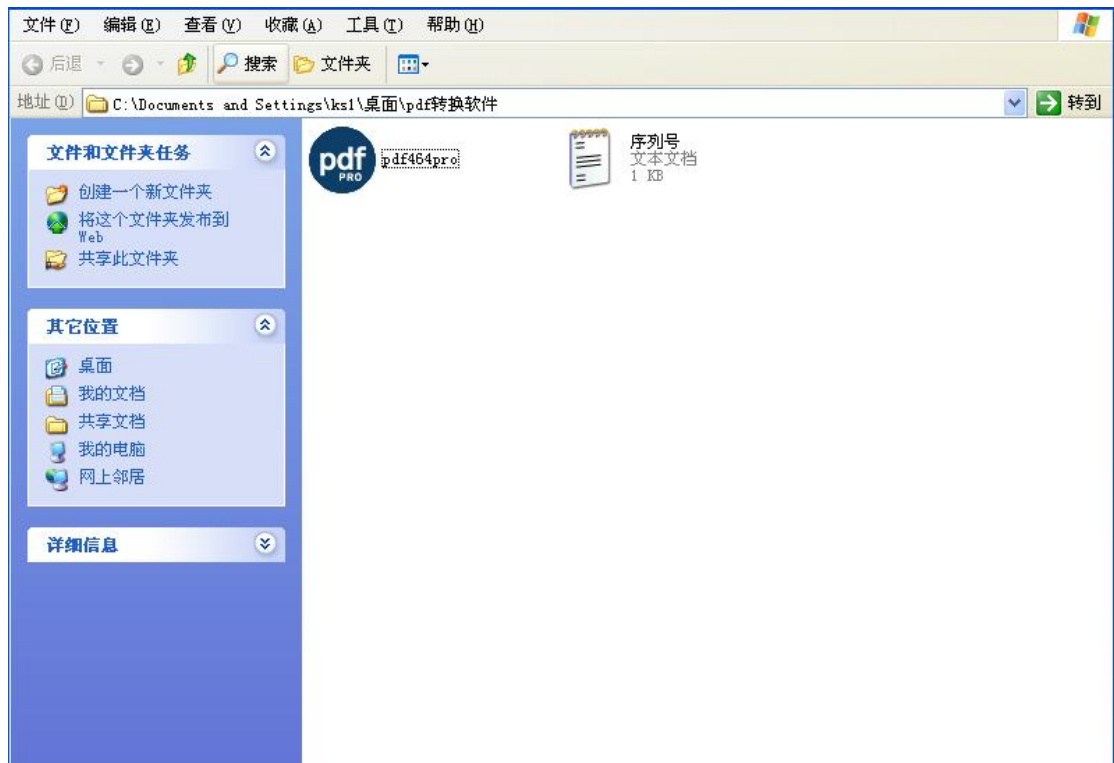 文件(F) 编辑(E) 查看(V) 收藏(A) 工具(T) 帮助(H)
后退 搜索 文件夹
地址(D) C:\Documents and Settings\ks1\桌面\pdf转换软件 转到
文件和文件夹任务
创建一个新文件夹
将这个文件夹发布到
Web
共享此文件夹
其它位置
桌面
我的文档
共享文档
我的电脑
网上邻居
详细信息
pdf
PRO
pdf464pro
序列号
文本文档
1 KB